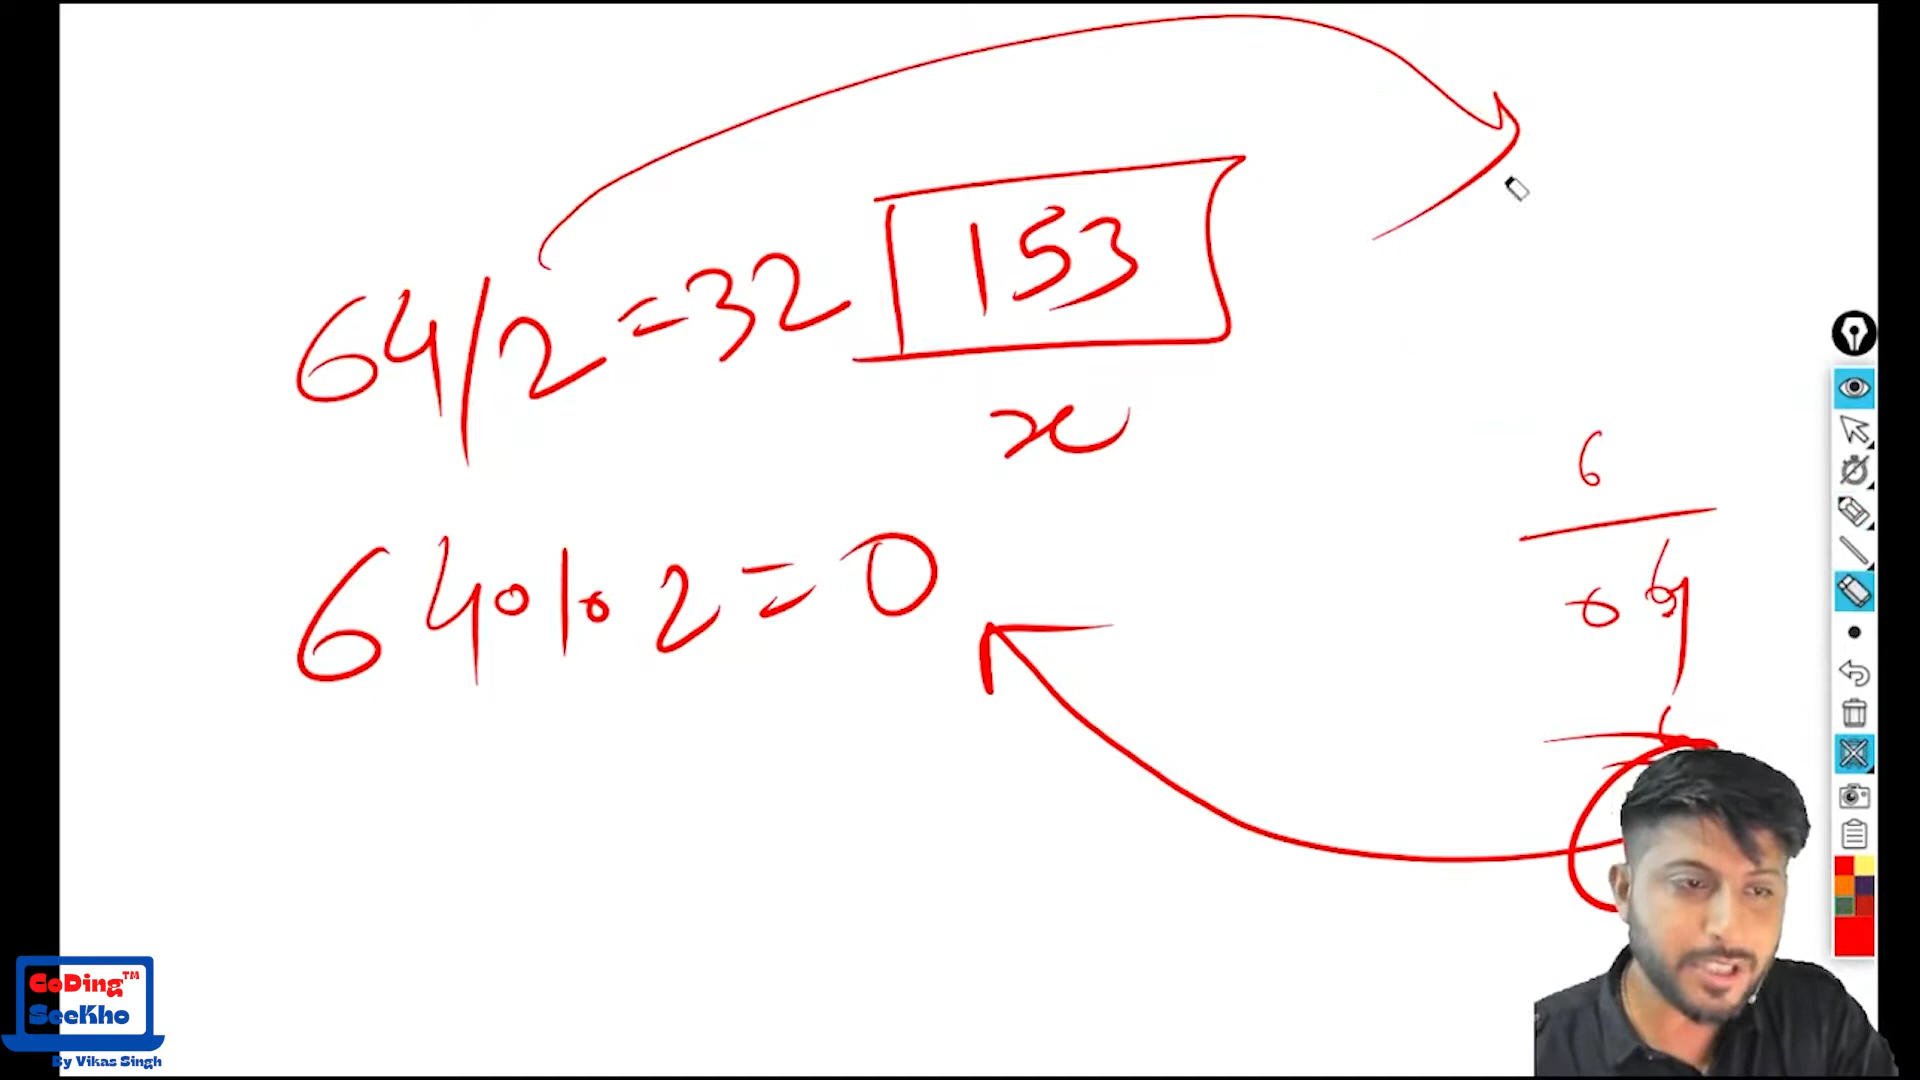 64/2=32
153
x
64%2=0
6
CoDing™
SeeKho
By Vikas Singh